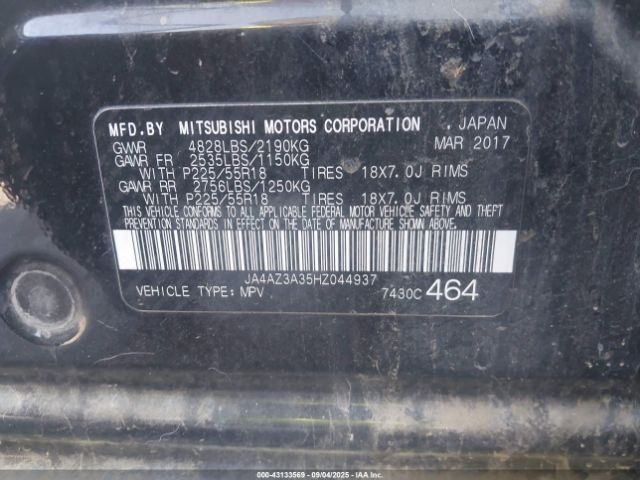 MFD.BY MITSUBISHI MOTORS CORPORATION , JAPAN
GVWR 4828LBS/2190KG MAR 2017
GAWR FR 2535LBS/1150KG
WITH P225/55R18 TIRES 18X7.0J RIMS
GAWR RR 2756LBS/1250KG
WITH P225/55R18 TIRES 18X7.0J RIMS
THIS VEHICLE CONFORMS TO ALL APPLICABLE FEDERAL MOTOR VEHICLE SAFETY AND THEFT
PREVENTION STANDARDS IN EFFECT ON THE DATE OF MANUFACTURE SHOWN ABOVE.
JA4AZ3A35HZ044937
VEHICLE TYPE: MPV 7430C 464
000-43133569 - 09/04/2025 - IAAI.COM